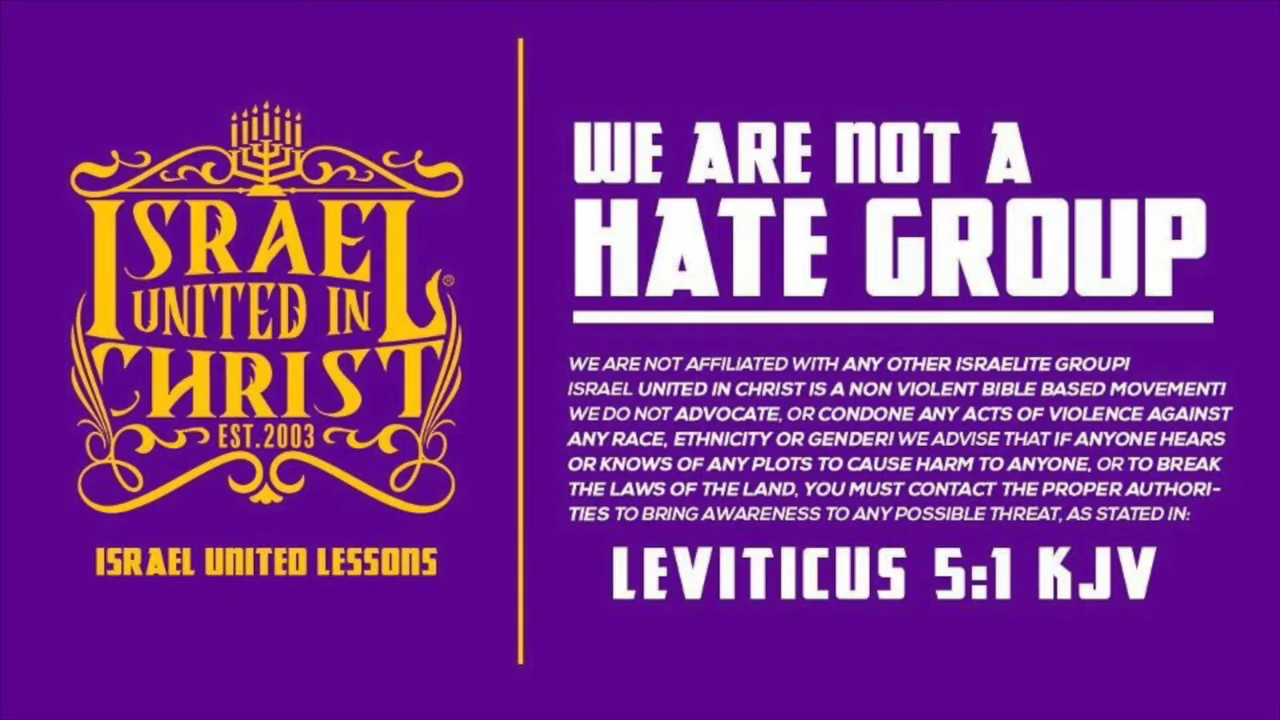 ISRAEL
UNITED IN
CHRIST
EST.2003
ISRAEL UNITED LESSONS
WE ARE NOT A
HATE GROUP
WE ARE NOT AFFILIATED WITH ANY OTHER ISRAELITE GROUP!
ISRAEL UNITED IN CHRIST IS A NON VIOLENT BIBLE BASED MOVEMENT!
WE DO NOT ADVOCATE, OR CONDONE ANY ACTS OF VIOLENCE AGAINST
ANY RACE, ETHNICITY OR GENDER! WE ADVISE THAT IF ANYONE HEARS
OR KNOWS OF ANY PLOTS TO CAUSE HARM TO ANYONE, OR TO BREAK
THE LAWS OF THE LAND, YOU MUST CONTACT THE PROPER AUTHORI-
TIES TO BRING AWARENESS TO ANY POSSIBLE THREAT, AS STATED IN:
LEVITICUS 5:1 KJV